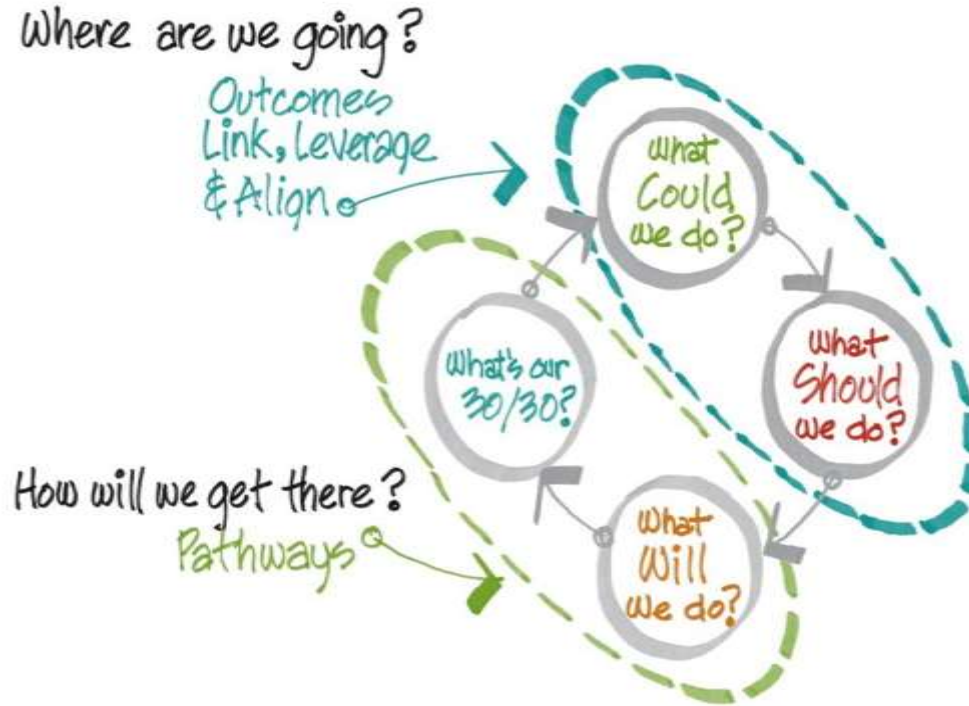 Where are we going?
Outcomes
Link, Leverage
& Align
What
Could
we do?
What
Should
we do?
What's our
30/30?
How will we get there?
Pathways
What
Will
we do?